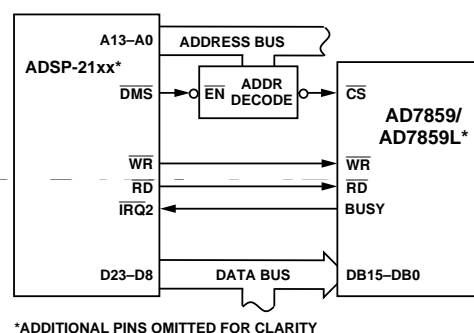 A13–A0
ADDRESS BUS
ADSP-21xx*
DMS
EN
ADDR
DECODE
CS
AD7859/
AD7859L*
WR
WR
RD
RD
IRQ2
BUSY
D23–D8
DATA BUS
DB15–DB0
*ADDITIONAL PINS OMITTED FOR CLARITY